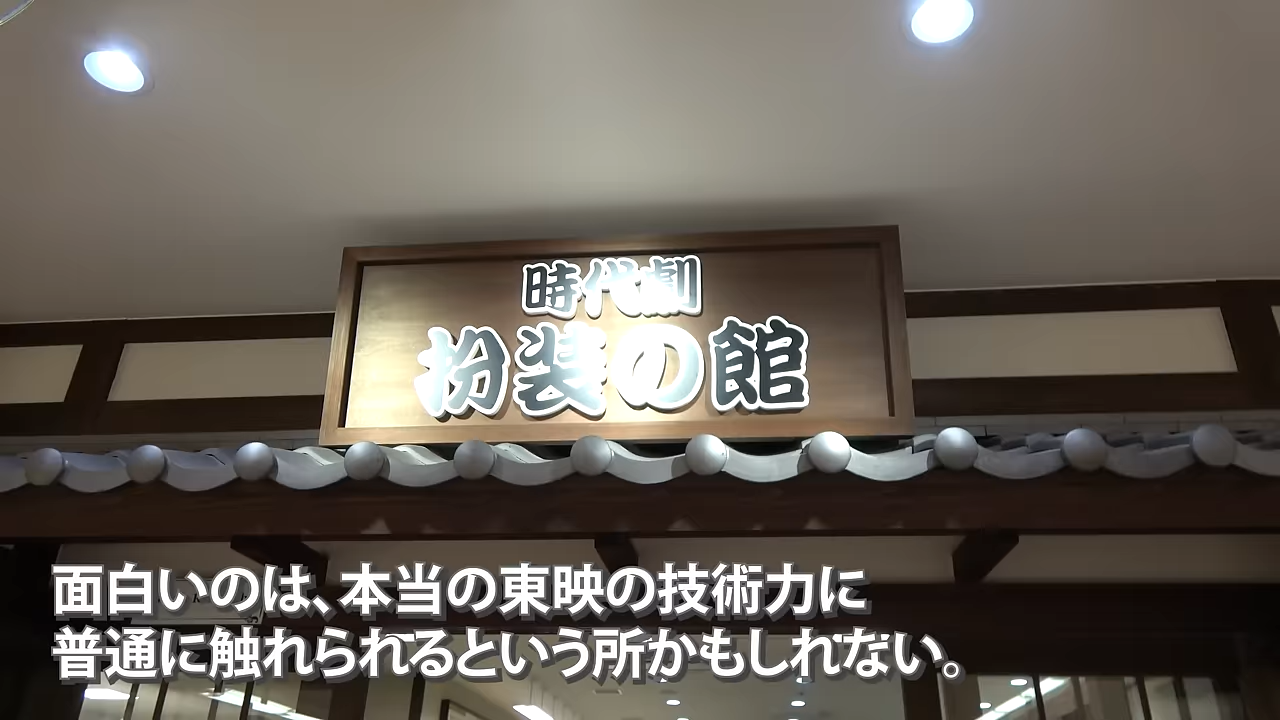 時代劇
扮装の館
面白いのは、本当の東映の技術力に
普通に触れられるという所かもしれない。